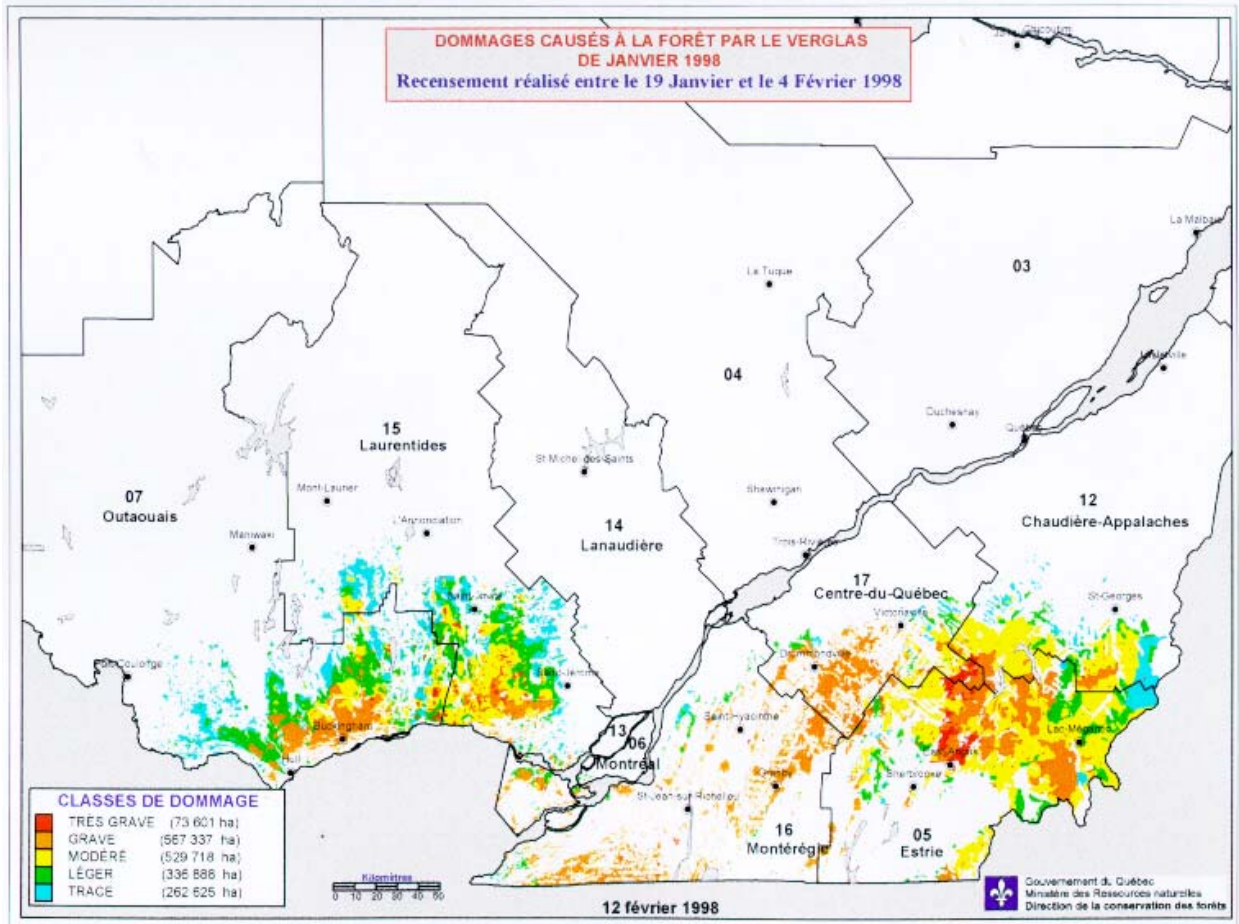 DOMMAGES CAUSÉS À LA FORÊT PAR LE VERGLAS
DE JANVIER 1998
Recensement réalisé entre le 19 Janvier et le 4 Février 1998
La Malbaie
03
La Tuque
04
Duchesnay
Québec
15
Laurentides
St-Michel-des-Saints
Mont-Laurier
Shawinigan
07
Outaouais
12
Chaudière-Appalaches
L'Annonciation
14
Lanaudière
Maniwaki
Trois-Rivières
17
Centre-du-Québec
Victoriaville
St-Georges
Drummondville
Saint-Jérôme
Saint-Hyacinthe
Buckingham
13
06
Montréal
Lac-Mégantic
Hull
Sherbrooke
Granby
St-Jean-sur-Richelieu
16
Montérégie
05
Estrie
CLASSES DE DOMMAGE
TRÈS GRAVE (73 601 ha)
GRAVE (567 337 ha)
MODÉRÉ (529 718 ha)
LÉGER (336 888 ha)
TRACE (262 625 ha)
Kilomètres
0 10 20 30 40 50
12 février 1998
Gouvernement du Québec
Ministère des Ressources naturelles
Direction de la conservation des forêts